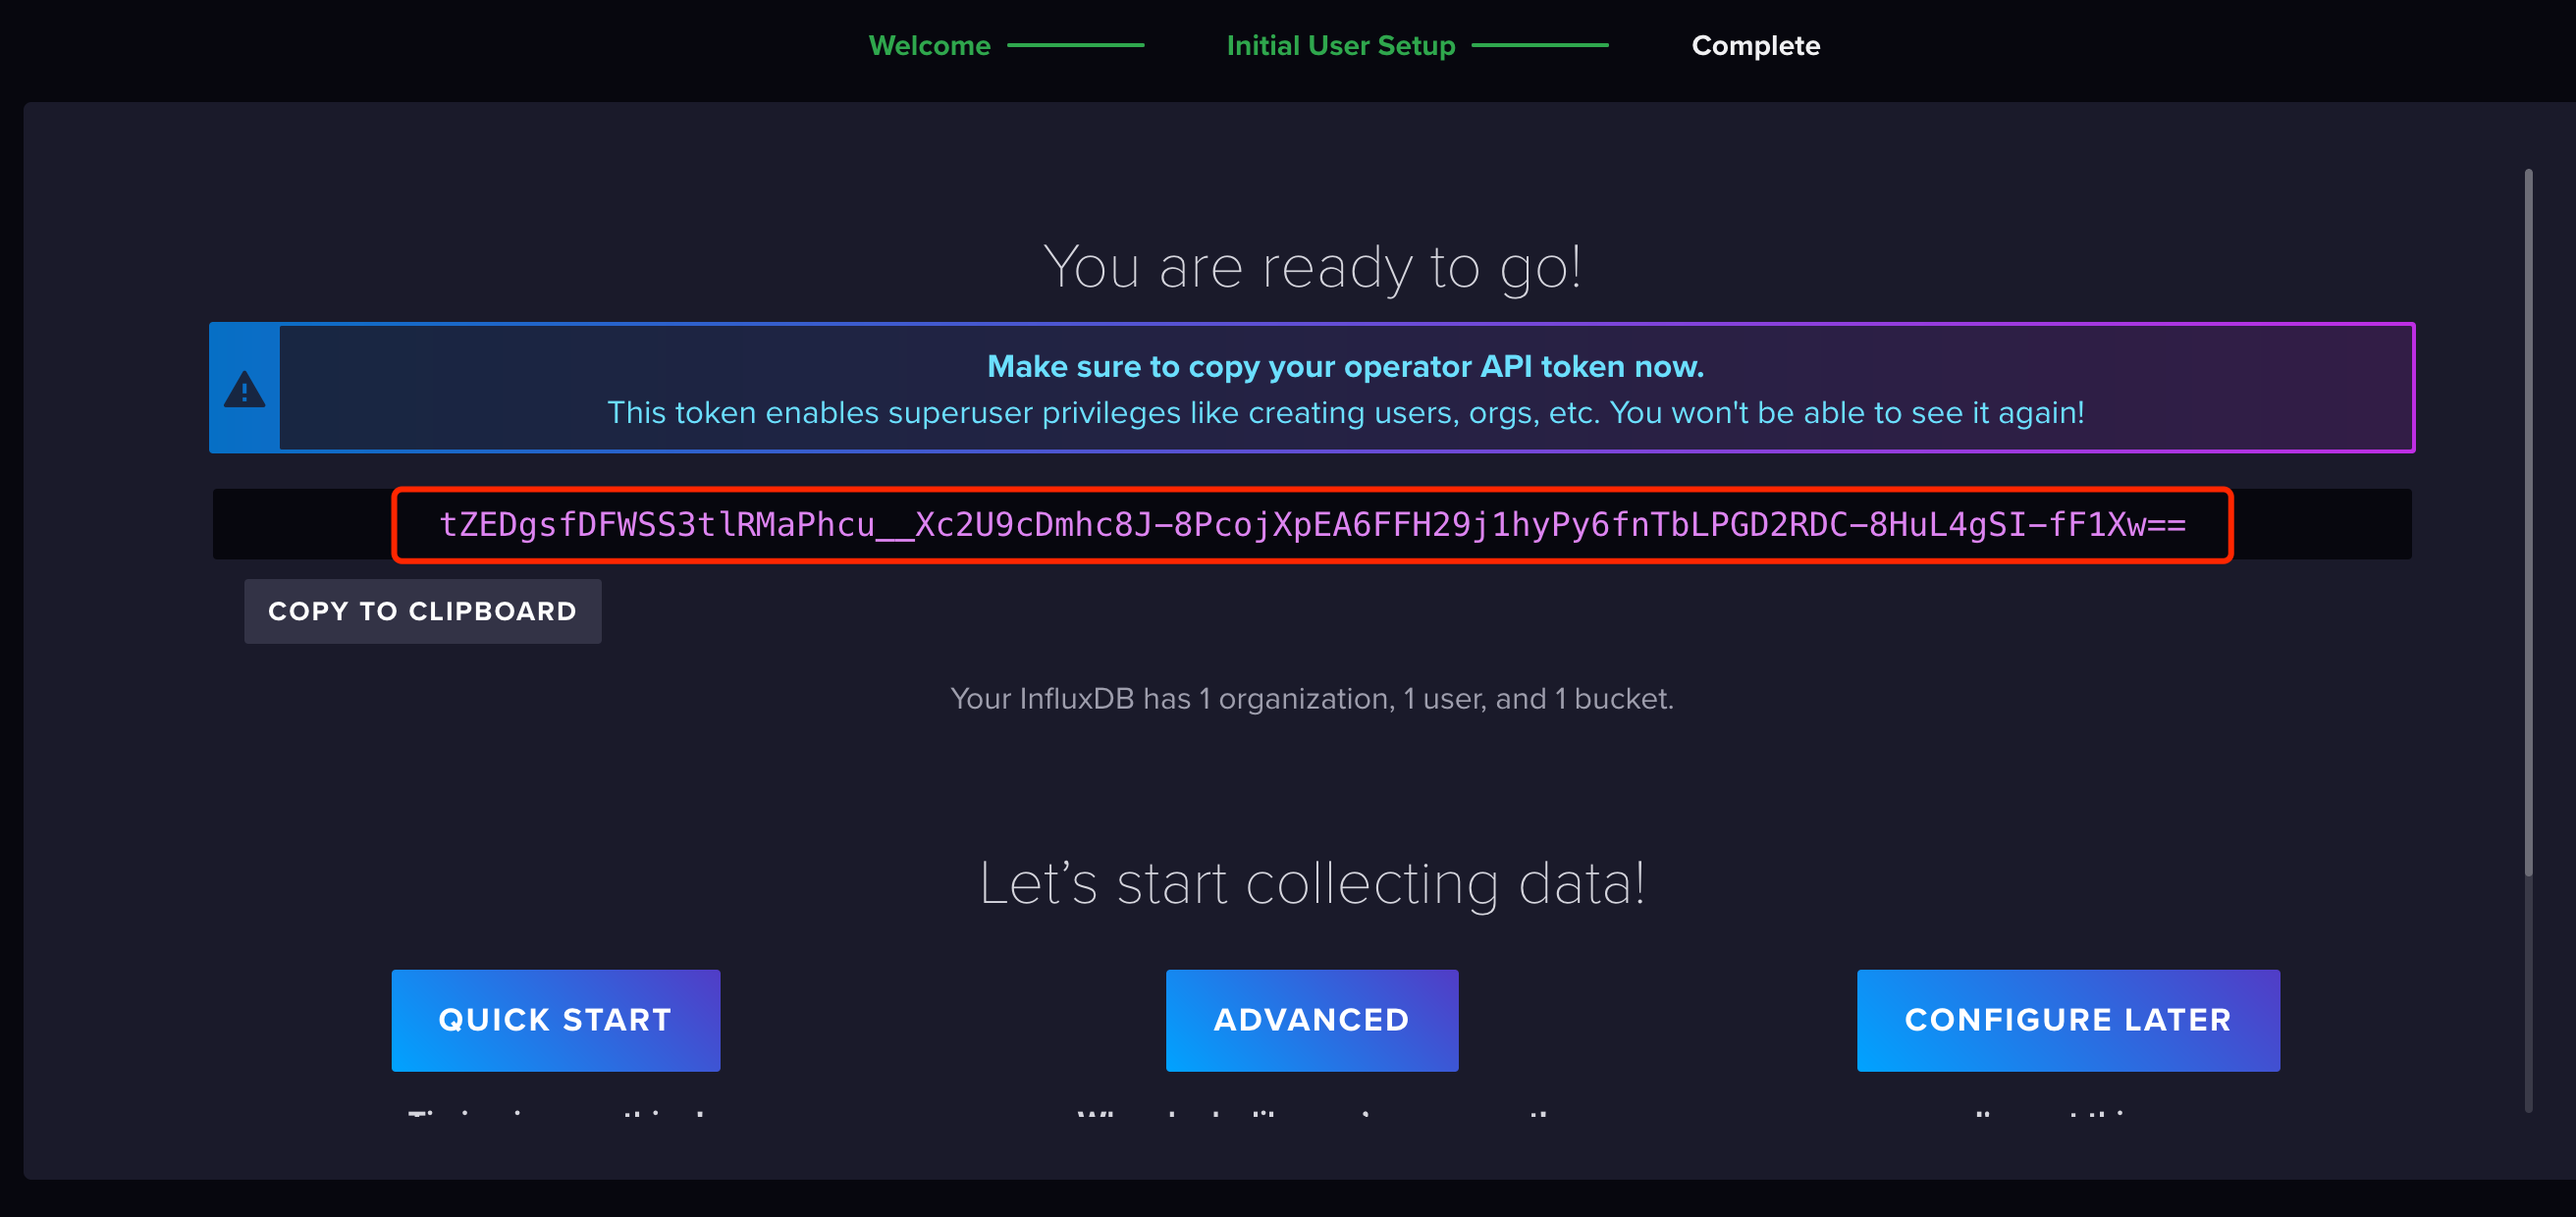 Welcome
Initial User Setup
Complete
You are ready to go!
Make sure to copy your operator API token now.
This token enables superuser privileges like creating users, orgs, etc. You won't be able to see it again!
tZEDgsfDFWSS3tlRMaPhcu__Xc2U9cDmhc8J-8PcojXpEA6FFH29j1hyPy6fnTbLPGD2RDC-8HuL4gSI-fF1Xw==
COPY TO CLIPBOARD
Your InfluxDB has 1 organization, 1 user, and 1 bucket.
Let’s start collecting data!
QUICK START
ADVANCED
CONFIGURE LATER